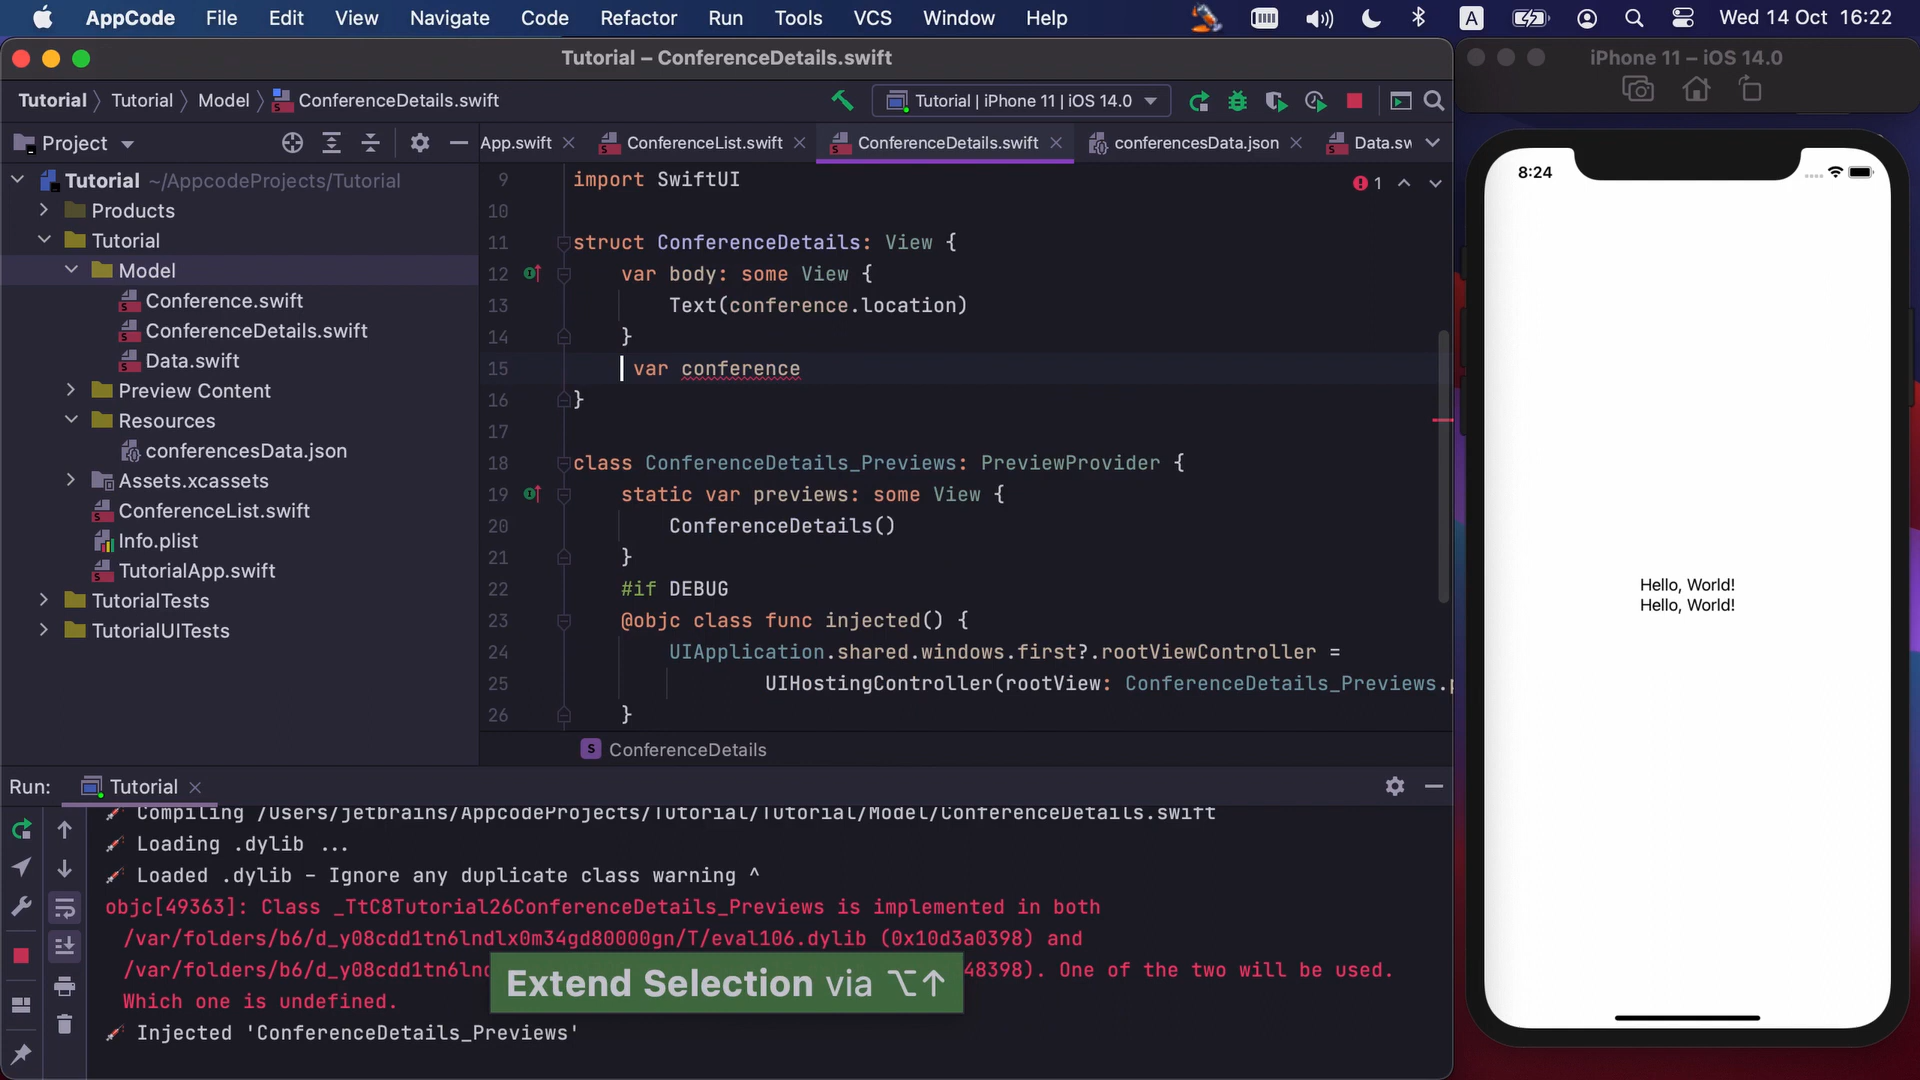 AppCode File Edit View Navigate Code Refactor Run Tools VCS Window Help A Wed 14 Oct 16:22
Tutorial – ConferenceDetails.swift
iPhone 11 – iOS 14.0
Tutorial Tutorial Model ConferenceDetails.swift
Tutorial | iPhone 11 | iOS 14.0
Project
App.swift ConferenceList.swift ConferenceDetails.swift conferencesData.json Data.sw
Tutorial ~/AppcodeProjects/Tutorial
Products
Tutorial
Model
Conference.swift
ConferenceDetails.swift
Data.swift
Preview Content
Resources
conferencesData.json
Assets.xcassets
ConferenceList.swift
Info.plist
TutorialApp.swift
TutorialTests
TutorialUITests
9 import SwiftUI
1
10
11 struct ConferenceDetails: View {
12 var body: some View {
13 Text(conference.location)
14 }
15 var conference
16 }
17
18 class ConferenceDetails_Previews: PreviewProvider {
19 static var previews: some View {
20 ConferenceDetails()
21 }
22 #if DEBUG
23 @objc class func injected() {
24 UIApplication.shared.windows.first?.rootViewController =
25 UIHostingController(rootView: ConferenceDetails_Previews.p
26 }
S ConferenceDetails
8:24
Hello, World!
Hello, World!
Run: Tutorial
Compiling /Users/jetbrains/AppcodeProjects/Tutorial/Tutorial/Model/ConferenceDetails.swift
Loading .dylib ...
Loaded .dylib - Ignore any duplicate class warning ^
objc[49363]: Class _TtC8Tutorial26ConferenceDetails_Previews is implemented in both
/var/folders/b6/d_y08cdd1tn6lndlx0m34gd80000gn/T/eval106.dylib (0x10d3a0398) and
/var/folders/b6/d_y08cdd1tn6lnd 48398). One of the two will be used.
Which one is undefined.
Extend Selection via ⌥↑
Injected 'ConferenceDetails_Previews'